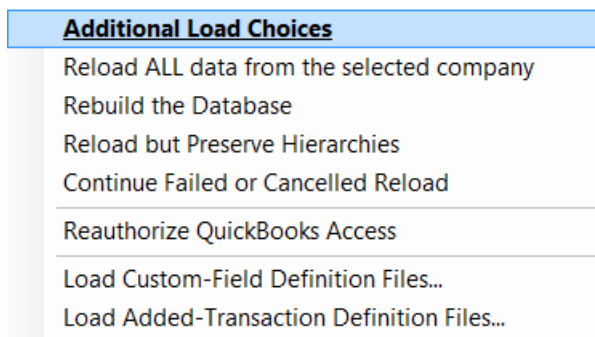 Additional Load Choices
Reload ALL data from the selected company
Rebuild the Database
Reload but Preserve Hierarchies
Continue Failed or Cancelled Reload
Reauthorize QuickBooks Access
Load Custom-Field Definition Files...
Load Added-Transaction Definition Files...